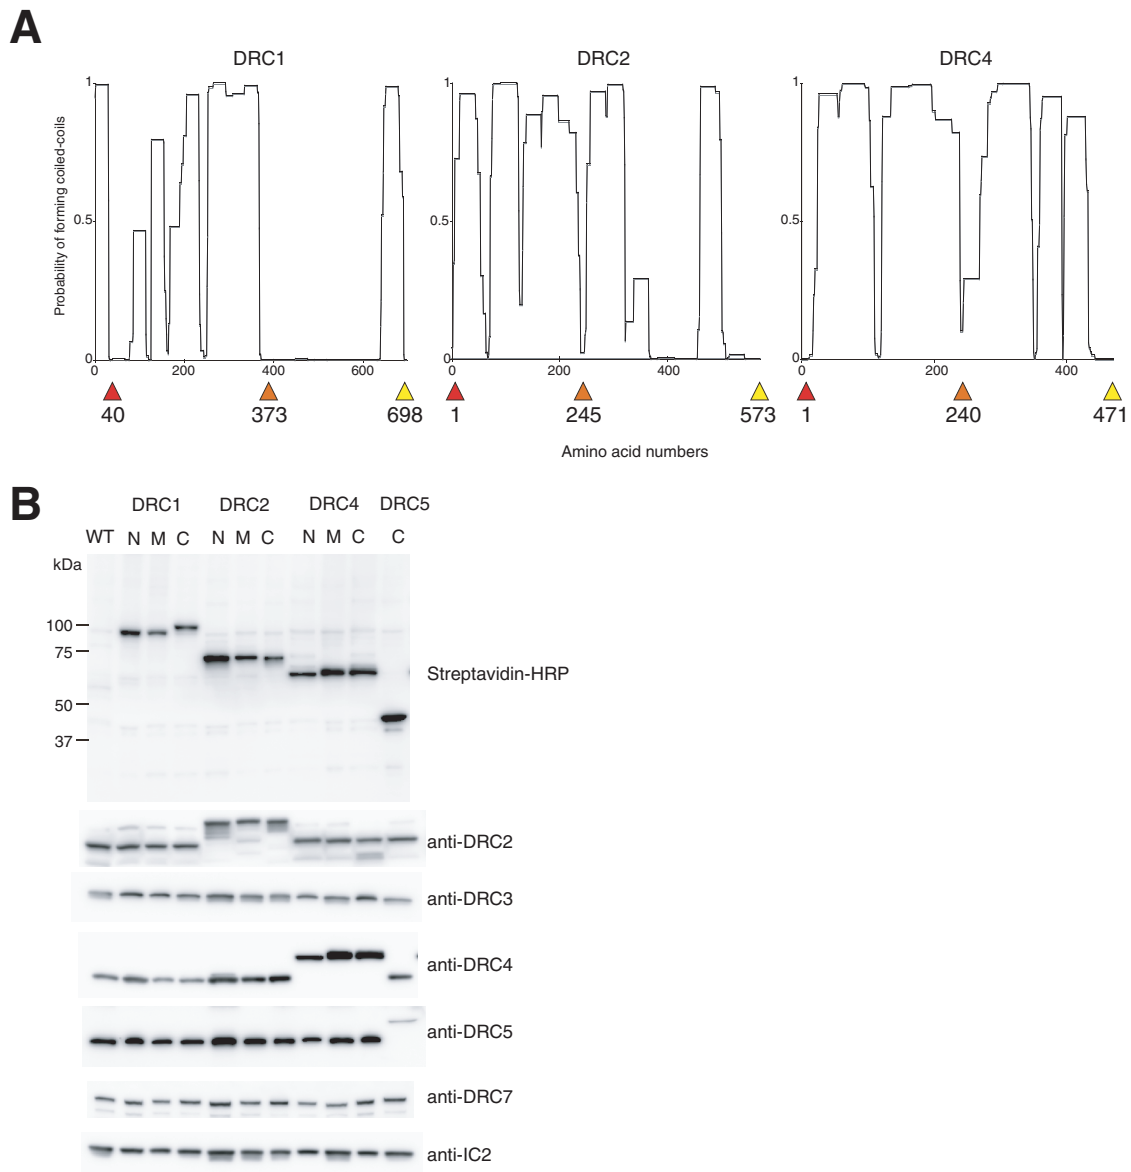 A
DRC1 DRC2 DRC4
Probability of forming coiled-coils
1 1 1
0.5 0.5 0.5
0 0 0
0 200 400 600 0 200 400 0 200 400
40 373 698 1 245 573 1 240 471
Amino acid numbers
B
DRC1 DRC2 DRC4 DRC5
WT N M C N M C N M C C
kDa
100
75
Streptavidin-HRP
50
37
anti-DRC2
anti-DRC3
anti-DRC4
anti-DRC5
anti-DRC7
anti-IC2